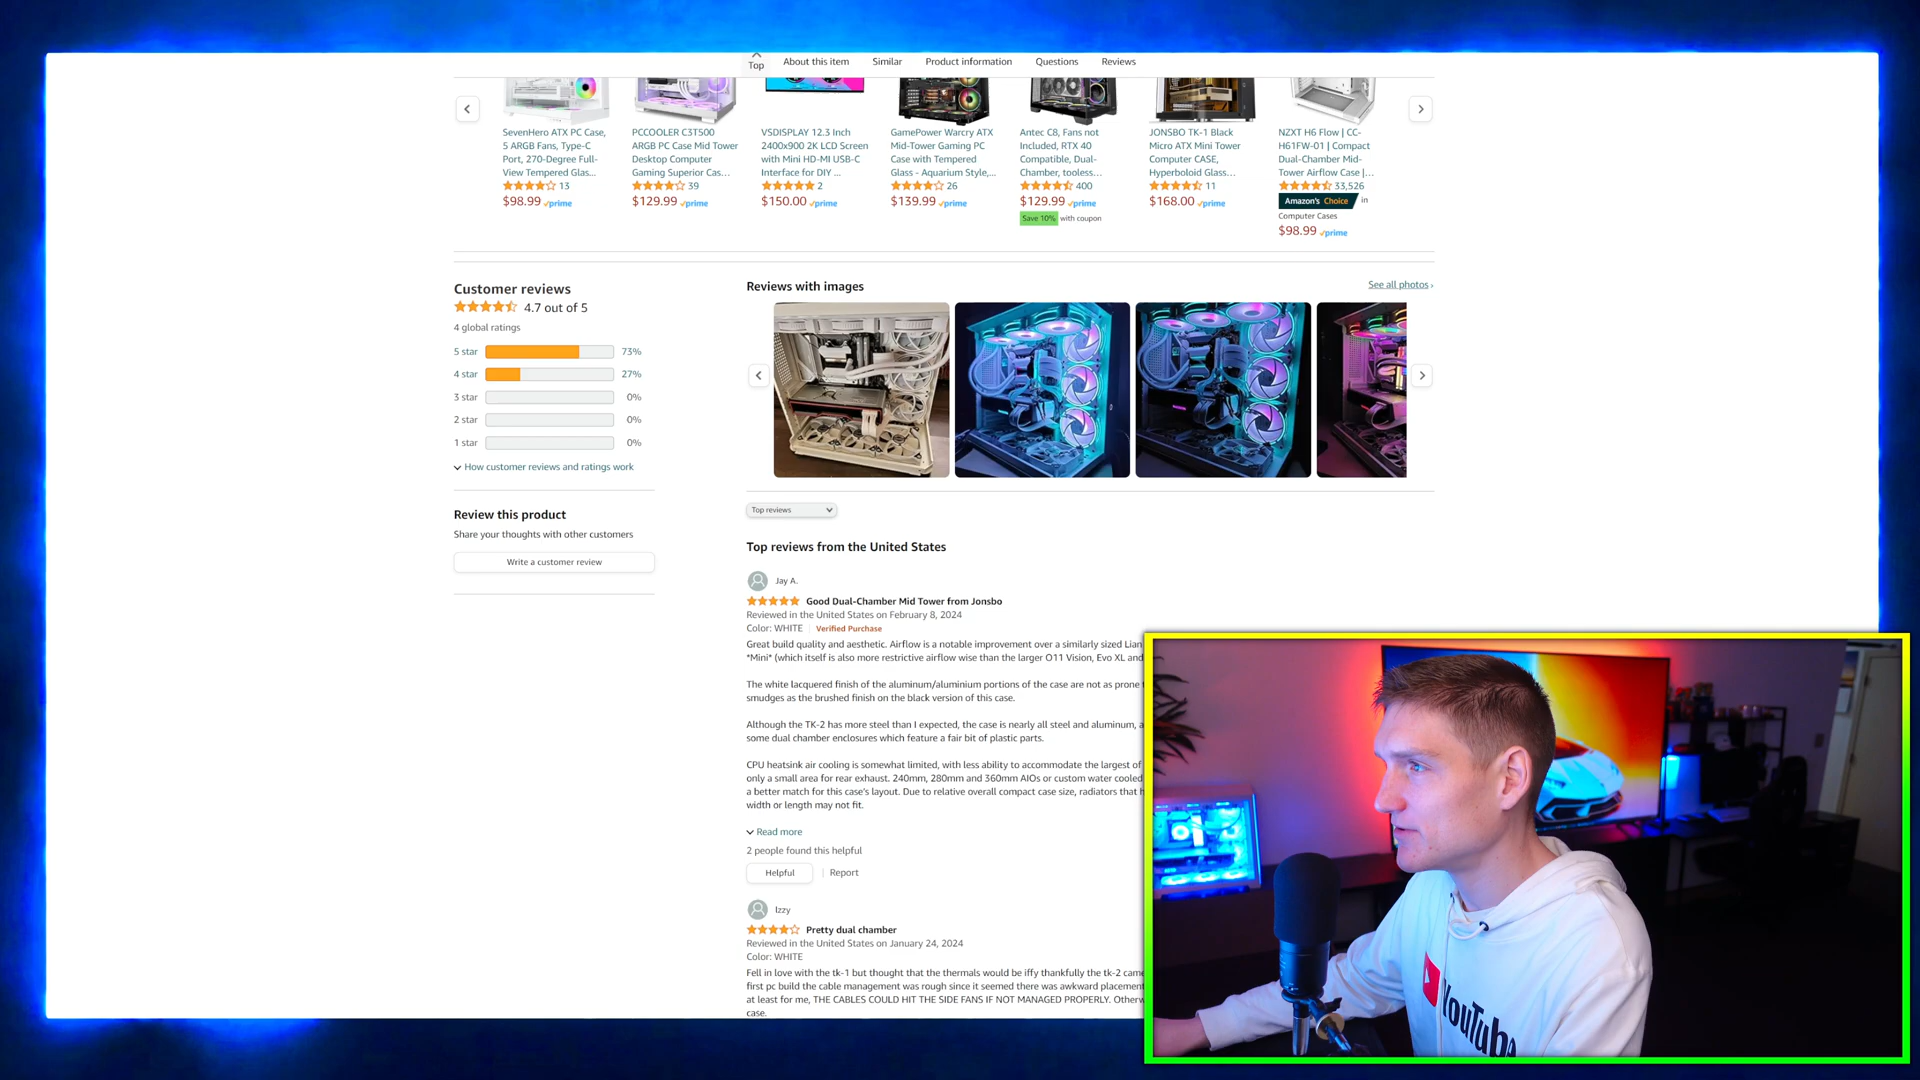 Top
About this item
Similar
Product information
Questions
Reviews
SevenHero ATX PC Case,
5 ARGB Fans, Type-C
Port, 270-Degree Full-
View Tempered Glas...
13
$98.99 prime
PCCOOLER C3T500
ARGB PC Case Mid Tower
Desktop Computer
Gaming Superior Cas...
39
$129.99 prime
VSDISPLAY 12.3 Inch
2400x900 2K LCD Screen
with Mini HD-MI USB-C
Interface for DIY ...
2
$150.00 prime
GamePower Warcry ATX
Mid-Tower Gaming PC
Case with Tempered
Glass - Aquarium Style,...
26
$139.99 prime
Antec C8, Fans not
Included, RTX 40
Compatible, Dual-
Chamber, tooless...
400
$129.99 prime
Save 10% with coupon
JONSBO TK-1 Black
Micro ATX Mini Tower
Computer CASE,
Hyperboloid Glass...
11
$168.00 prime
NZXT H6 Flow | CC-
H61FW-01 | Compact
Dual-Chamber Mid-
Tower Airflow Case |...
33,526
Amazon's Choice in
Computer Cases
$98.99 prime
Customer reviews
4.7 out of 5
4 global ratings
5 star 73%
4 star 27%
3 star 0%
2 star 0%
1 star 0%
How customer reviews and ratings work
Review this product
Share your thoughts with other customers
Write a customer review
Reviews with images
See all photos ›
Top reviews
Top reviews from the United States
Jay A.
Good Dual-Chamber Mid Tower from Jonsbo
Reviewed in the United States on February 8, 2024
Color: WHITE | Verified Purchase
Great build quality and aesthetic. Airflow is a notable improvement over a similarly sized Lian
*Mini* (which itself is also more restrictive airflow wise than the larger O11 Vision, Evo XL and
The white lacquered finish of the aluminum/aluminium portions of the case are not as prone
smudges as the brushed finish on the black version of this case.
Although the TK-2 has more steel than I expected, the case is nearly all steel and aluminum,
some dual chamber enclosures which feature a fair bit of plastic parts.
CPU heatsink air cooling is somewhat limited, with less ability to accommodate the largest of
only a small area for rear exhaust. 240mm, 280mm and 360mm AIOs or custom water cooled
a better match for this case's layout. Due to relative overall compact case size, radiators that
width or length may not fit.
Read more
2 people found this helpful
Helpful | Report
Izzy
Pretty dual chamber
Reviewed in the United States on January 24, 2024
Color: WHITE
Fell in love with the tk-1 but thought that the thermals would be iffy thankfully the tk-2 came
first pc build the cable management was rough since it seemed there was awkward placement
at least for me, THE CABLES COULD HIT THE SIDE FANS IF NOT MANAGED PROPERLY.
case.
YouTube